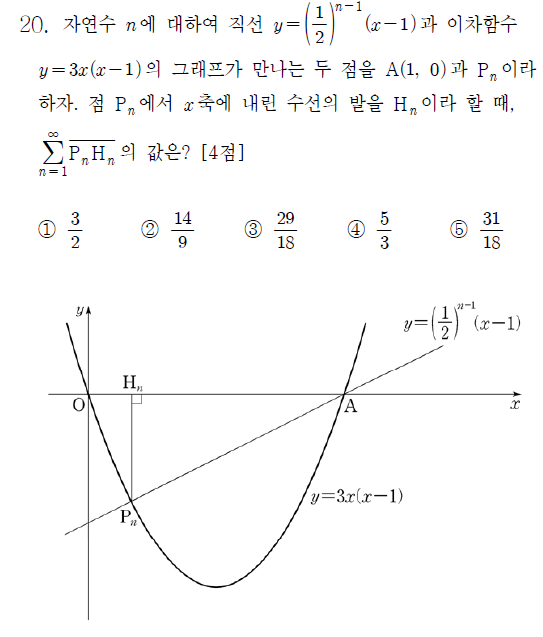 20. 자연수 n에 대하여 직선 y=(1/2)^{n-1}(x-1)과 이차함수
y=3x(x-1)의 그래프가 만나는 두 점을 A(1, 0)과 P_n이라
하자. 점 P_n에서 x축에 내린 수선의 발을 H_n이라 할 때,
\sum_{n=1}^{∞} \overline{P_nH_n}의 값은? [4점]
① 3/2 ② 14/9 ③ 29/18 ④ 5/3 ⑤ 31/18
y
y=(1/2)^{n-1}(x-1)
H_n
O
A
x
y=3x(x-1)
P_n